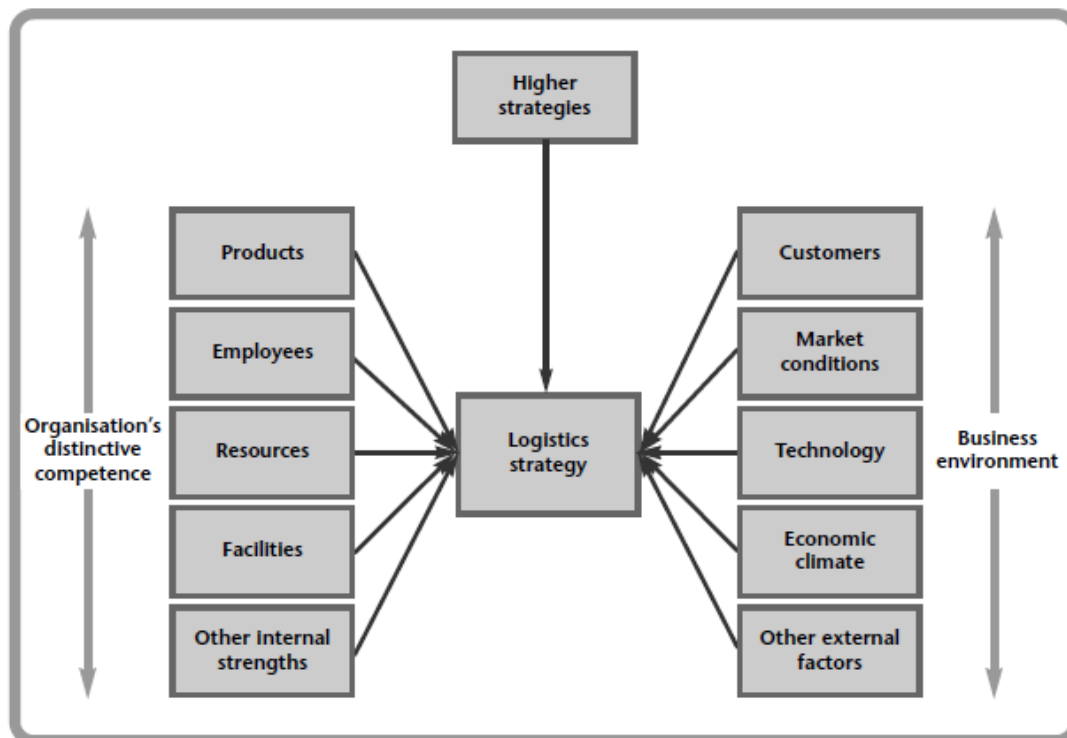 Higher
strategies
Products
Employees
Resources
Facilities
Other internal
strengths
Organisation's
distinctive
competence
Logistics
strategy
Customers
Market
conditions
Technology
Economic
climate
Other external
factors
Business
environment